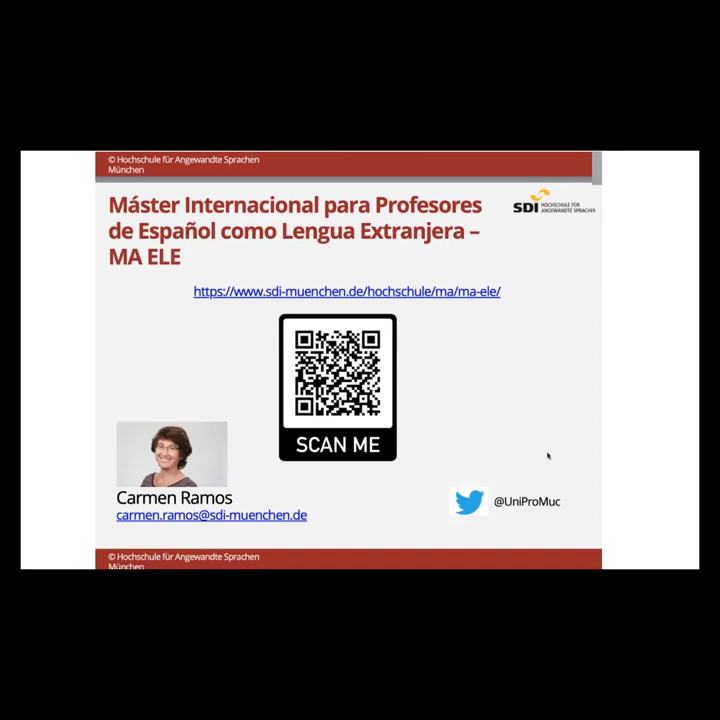 © Hochschule für Angewandte Sprachen
München
Máster Internacional para Profesores
de Español como Lengua Extranjera –
MA ELE
SDI HOCHSCHULE FÜR
ANGEWANDTE SPRACHEN
https://www.sdi-muenchen.de/hochschule/ma/ma-ele/
SCAN ME
Carmen Ramos
carmen.ramos@sdi-muenchen.de
@UniProMuc
© Hochschule für Angewandte Sprachen
München